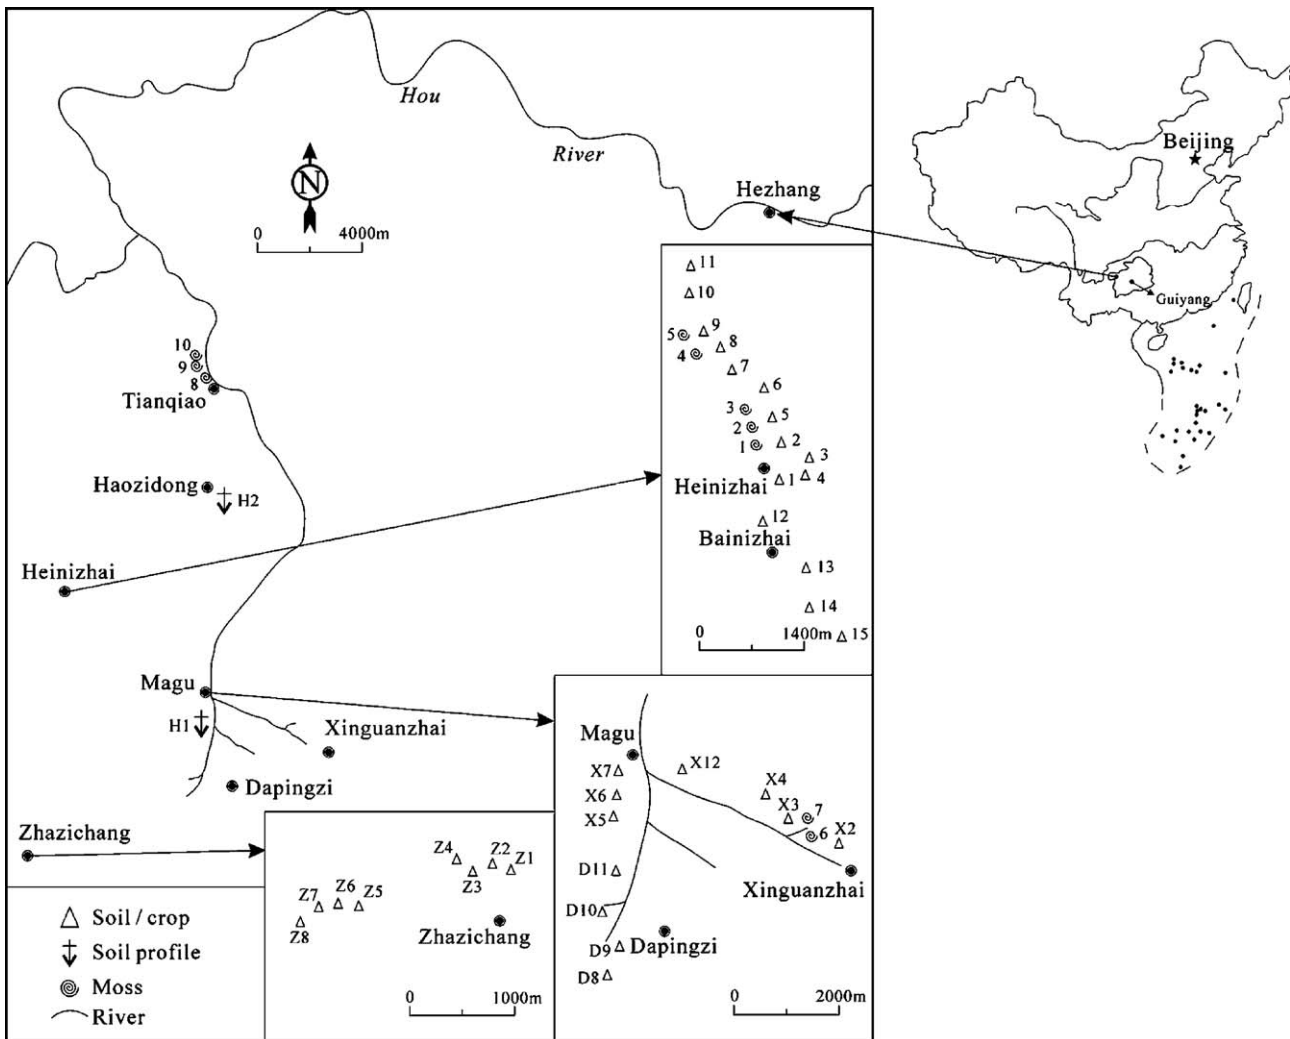 Hou
River
Hezhang
0 4000m
N
10
9
8
Tianqiao
Haozidong
H2
Heinizhai
Magu
H1
Xinguanzhai
Dapingzi
Zhazichang
11
10
5
9
4
8
7
6
3
5
2
2
1
3
Heinizhai
1
4
12
Bainizhai
13
14
0 1400m
15
Magu
X7
X12
X6
X4
X5
X3
7
6
X2
D11
Xinguanzhai
D10
D9
Dapingzi
D8
0 2000m
Z4
Z2
Z1
Z3
Z7
Z6
Z5
Z8
Zhazichang
0 1000m
Soil / crop
Soil profile
Moss
River
Beijing
Guiyang